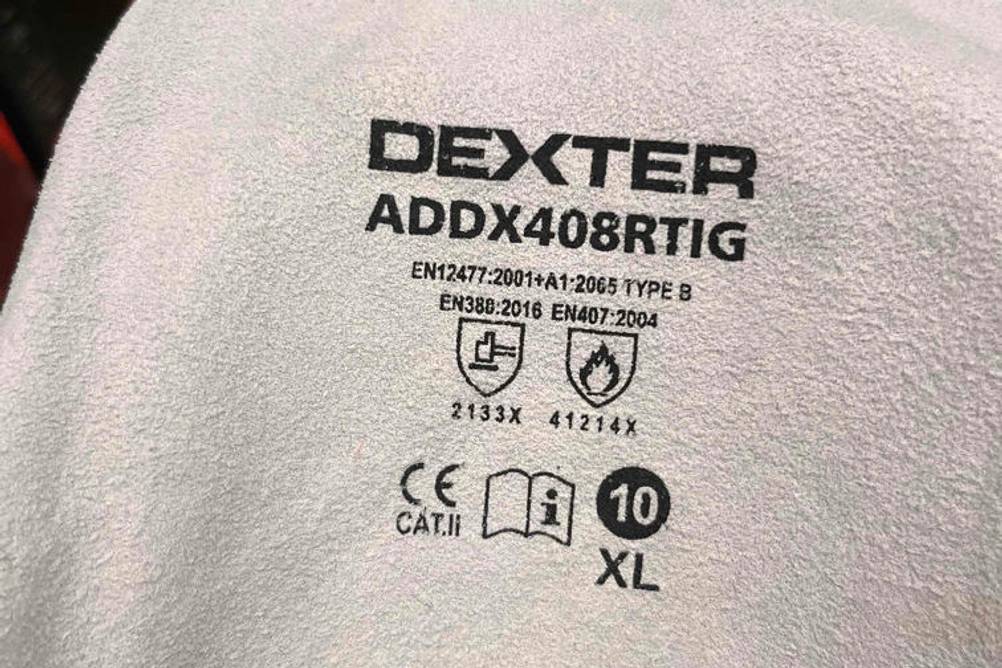 DEXTER
ADDX408RTIG
EN12477:2001+A1:2065 TYPE B
EN388:2016 EN407:2004
2133X 41214X
CE
CAT.II
i
10
XL